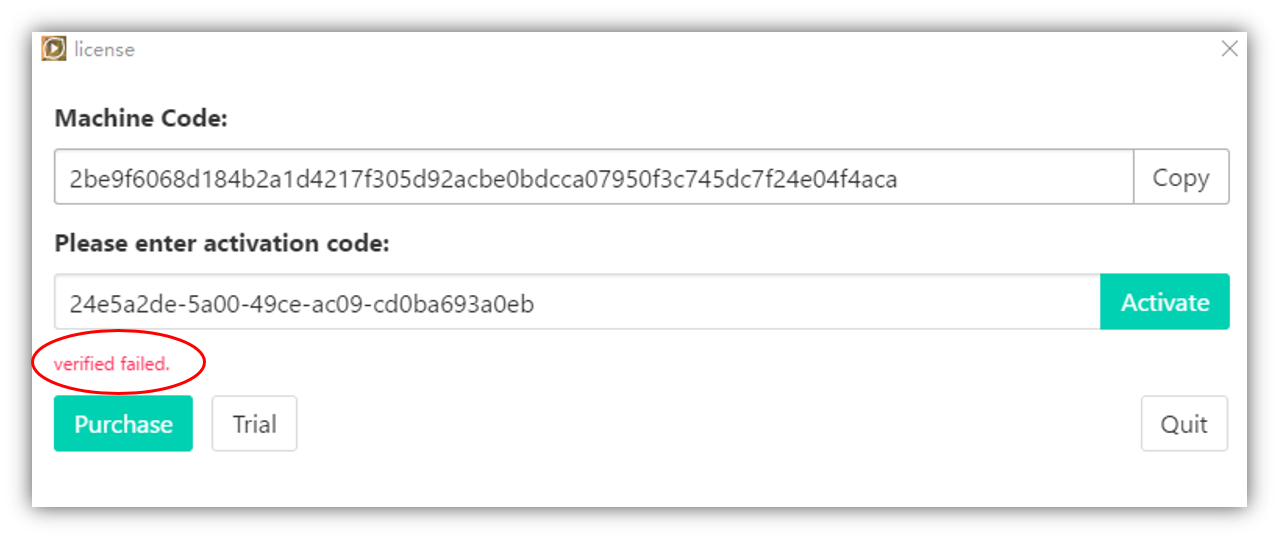 license
Machine Code:
2be9f6068d184b2a1d4217f305d92acbe0bdcca07950f3c745dc7f24e04f4aca
Copy
Please enter activation code:
24e5a2de-5a00-49ce-ac09-cd0ba693a0eb
Activate
verified failed.
Purchase
Trial
Quit